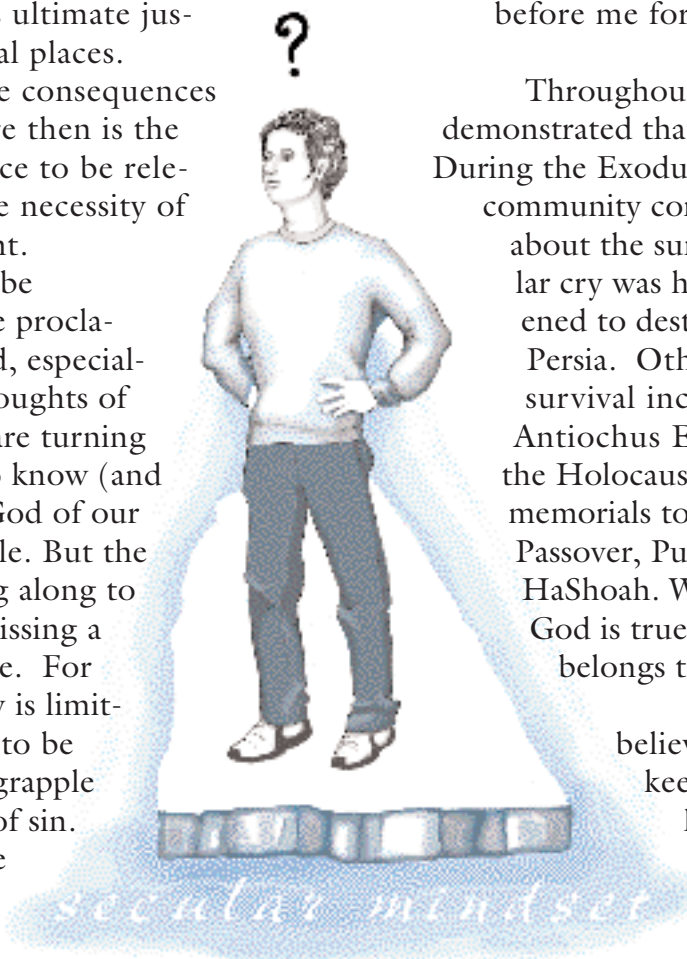 s ultimate jus-
al places.
e consequences
e then is the
ce to be rele-
e necessity of
nt.
be
e procla-
d, especial-
oughts of
are turning
o know (and
God of our
le. But the
g along to
issing a
e. For
y is limit-
to be
grapple
of sin.
e
?
before me for
Throughou
demonstrated tha
During the Exodu
community co
about the su
lar cry was h
ened to dest
Persia. Oth
survival inc
Antiochus E
the Holocaus
memorials to
Passover, Pu
HaShoah. W
God is true
belongs t
believ
kee
secular mindset